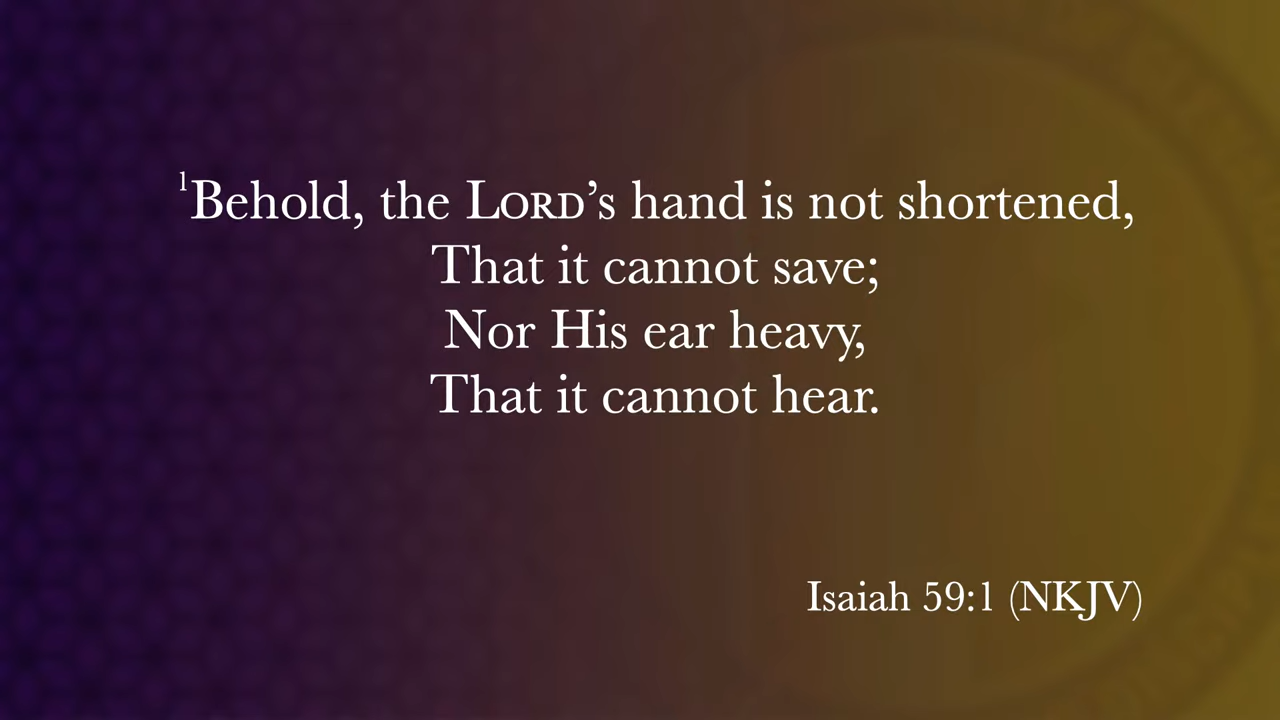 ¹Behold, the LORD’s hand is not shortened,
That it cannot save;
Nor His ear heavy,
That it cannot hear.
Isaiah 59:1 (NKJV)